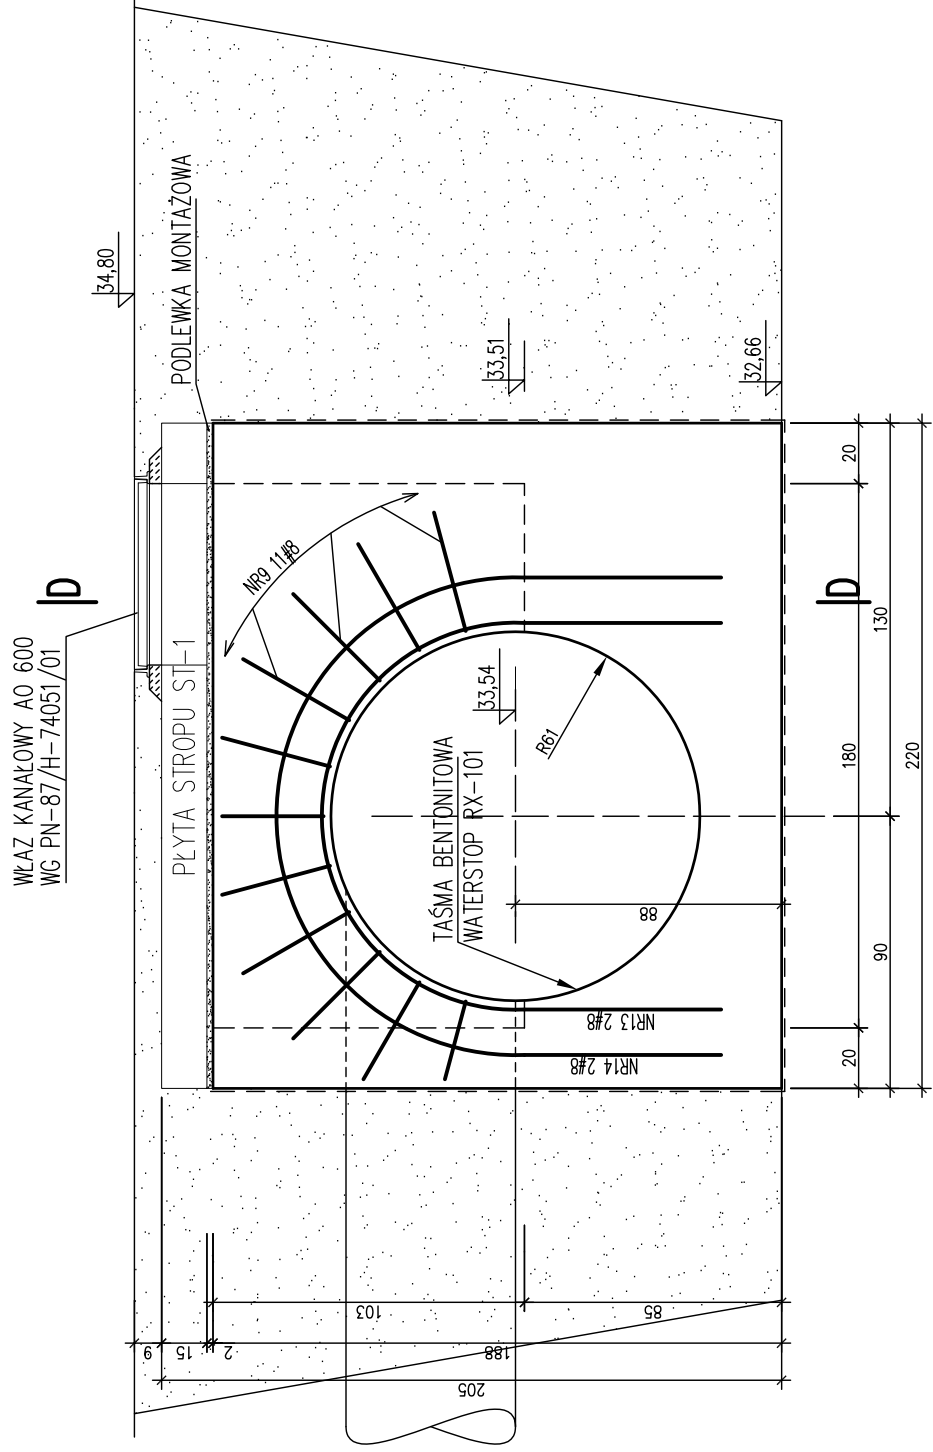 WŁAZ KANAŁOWY AO 600
WG PN-87/H-74051/01
D
34,80
PODLEWKA MONTAŻOWA
PŁYTA STROPU ST-1
NR9 11#8
33,51
32,66
33,54
R61
TAŚMA BENTONITOWA
WATERSTOP RX-101
88
NR13 2#8
NR14 2#8
D
20
130
180
220
90
20
9
15
2
103
85
188
205